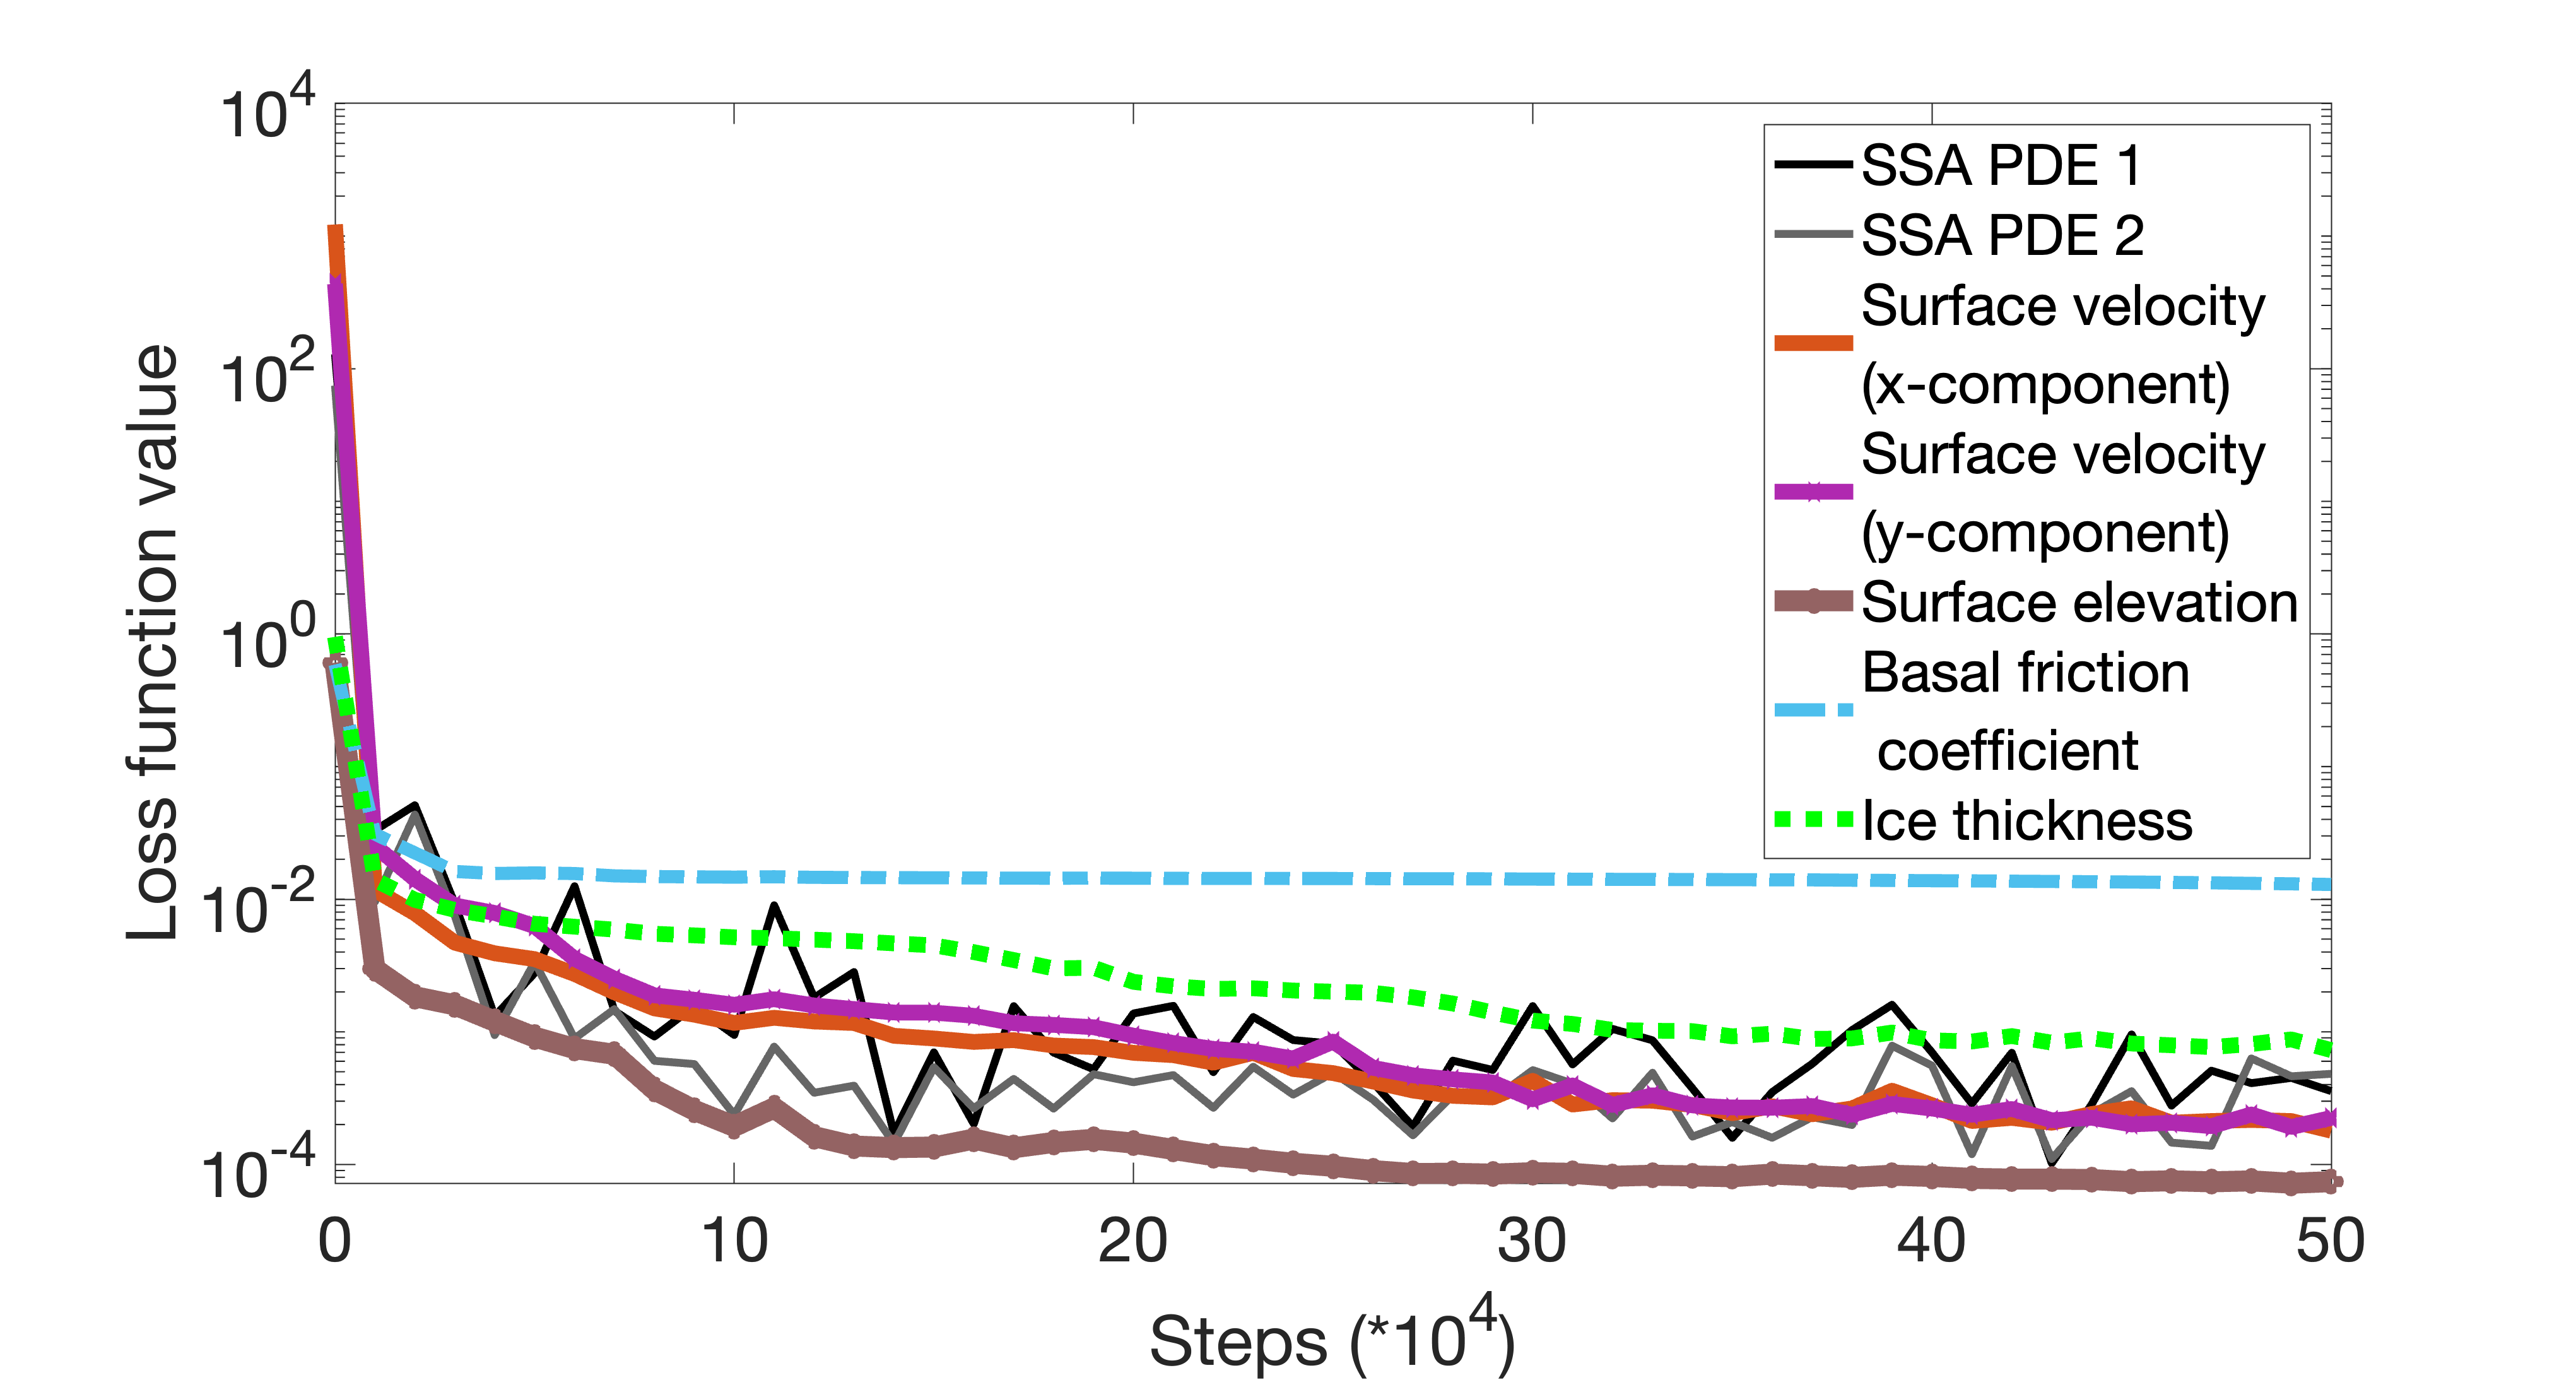 10^4
10^2
10^0
10^-2
10^-4
Loss function value
0 10 20 30 40 50
Steps (*10^4)
SSA PDE 1
SSA PDE 2
Surface velocity
(x-component)
Surface velocity
(y-component)
Surface elevation
Basal friction
coefficient
Ice thickness